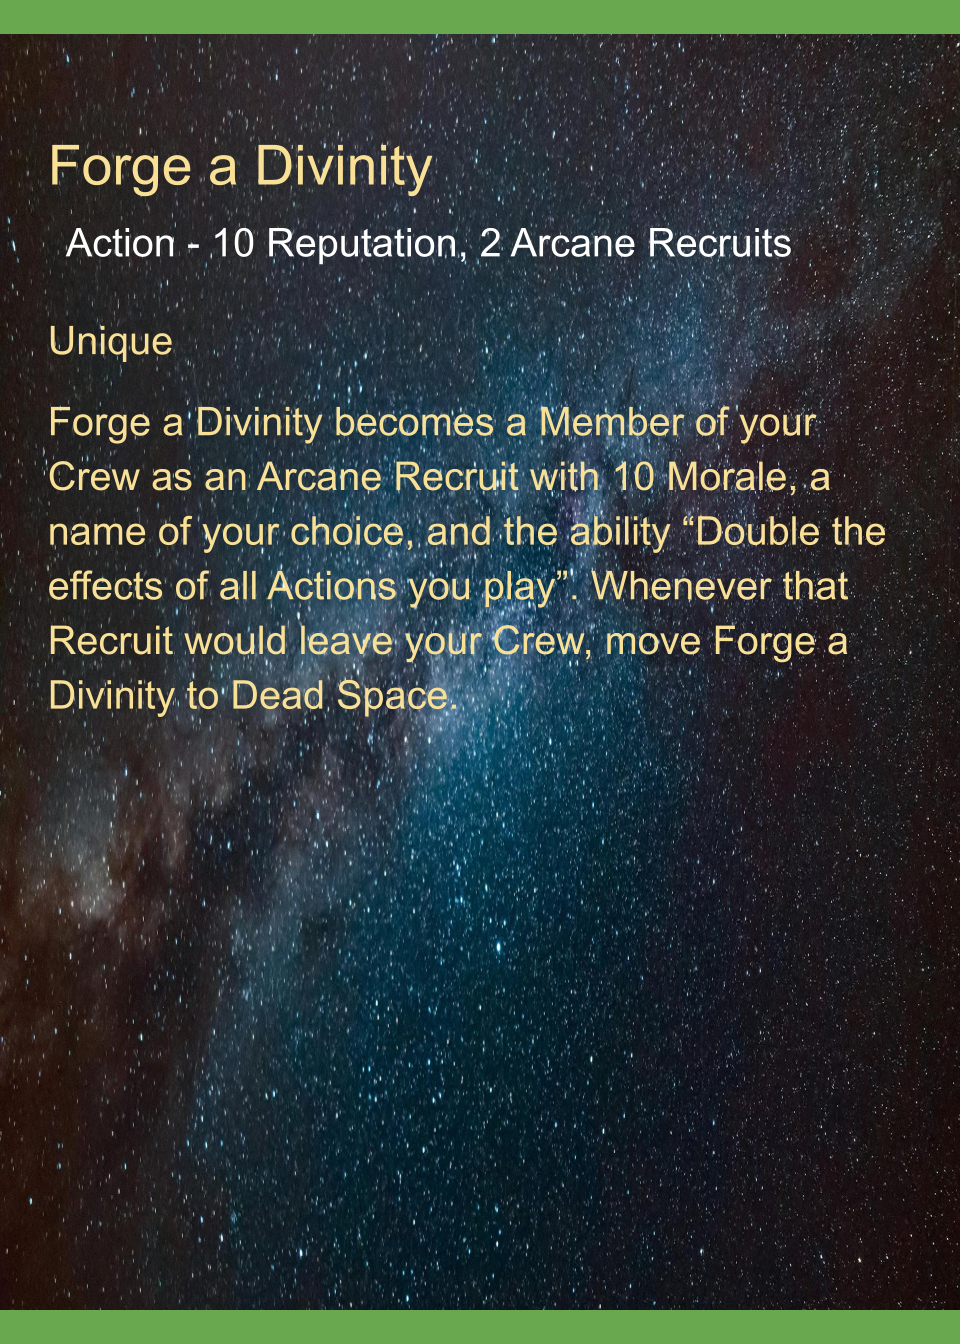 Forge a Divinity
Action - 10 Reputation, 2 Arcane Recruits
Unique
Forge a Divinity becomes a Member of your
Crew as an Arcane Recruit with 10 Morale, a
name of your choice, and the ability “Double the
effects of all Actions you play”. Whenever that
Recruit would leave your Crew, move Forge a
Divinity to Dead Space.